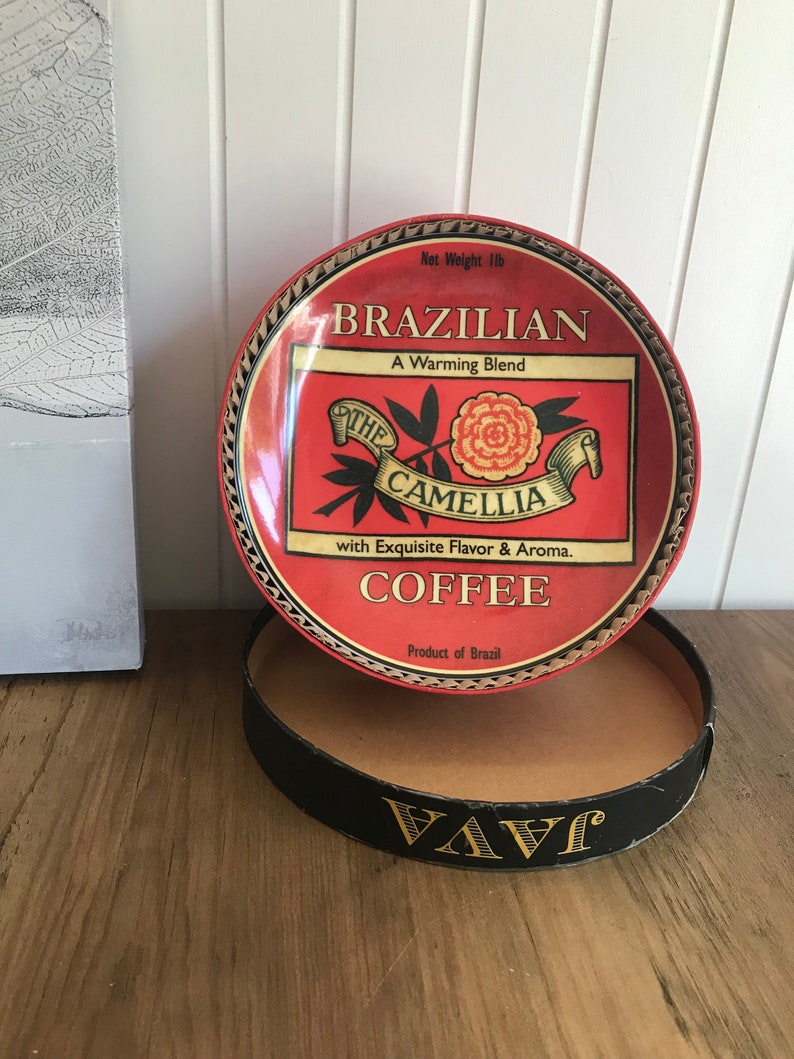 Net Weight 1lb
BRAZILIAN
A Warming Blend
THE
CAMELLIA
with Exquisite Flavor & Aroma.
COFFEE
Product of Brazil
JAVA